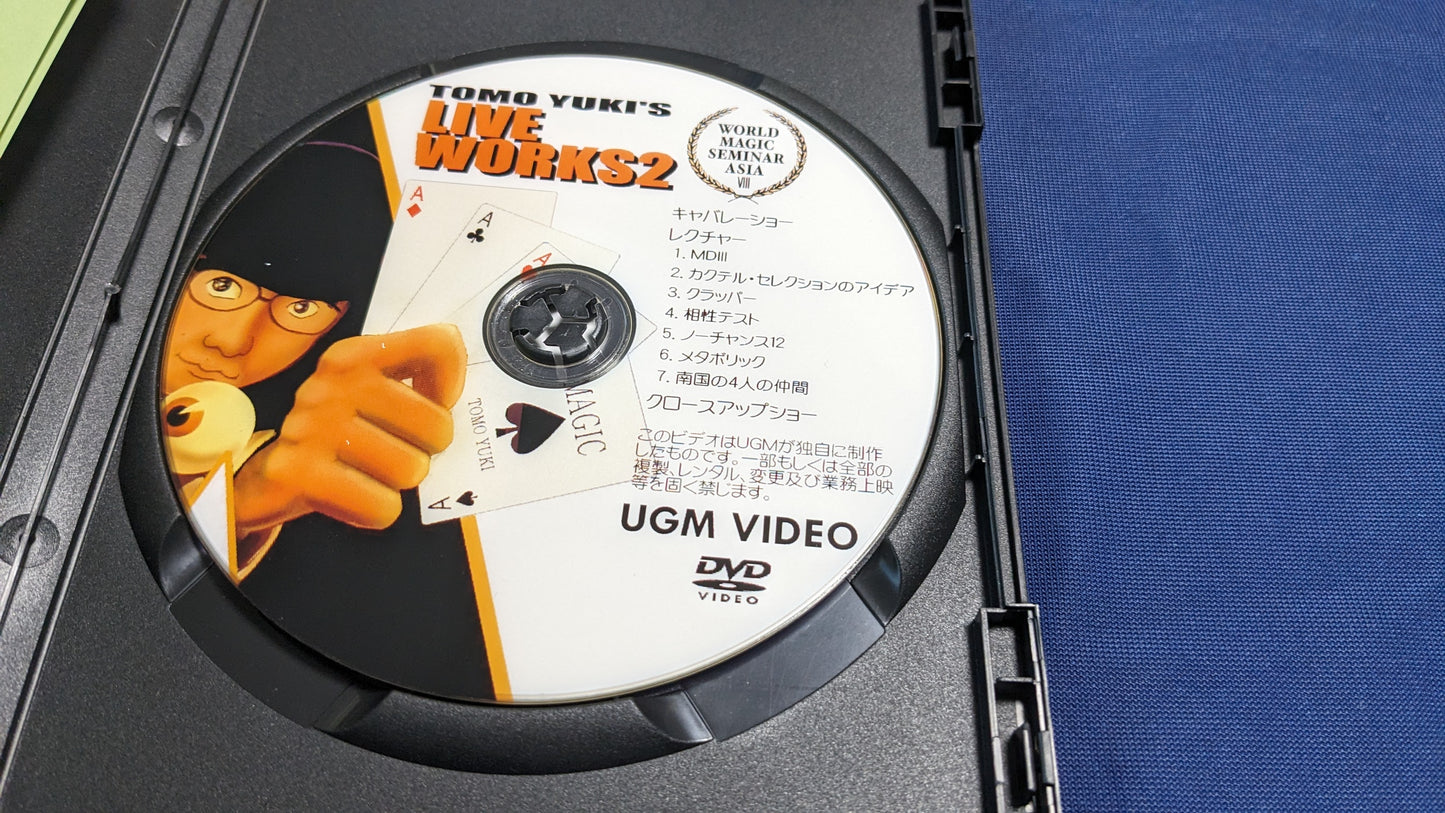 TOMO YUKI'S
LIVE
WORKS2
WORLD
MAGIC
SEMINAR
ASIA
VIII
キャバレーショー
レクチャー
1. MDIII
2. カクテル・セレクションのアイデア
3. クラッパー
4. 相性テスト
5. ノーチャンス12
6. メタボリック
7. 南国の4人の仲間
クロースアップショー
このビデオはUGMが独自に制作
したものです。一部もしくは全部の
複製、レンタル、変更及び業務上映
等を固く禁じます。
UGM VIDEO
DVD
VIDEO
A
A
A
MAGIC
TOMO YUKI
A